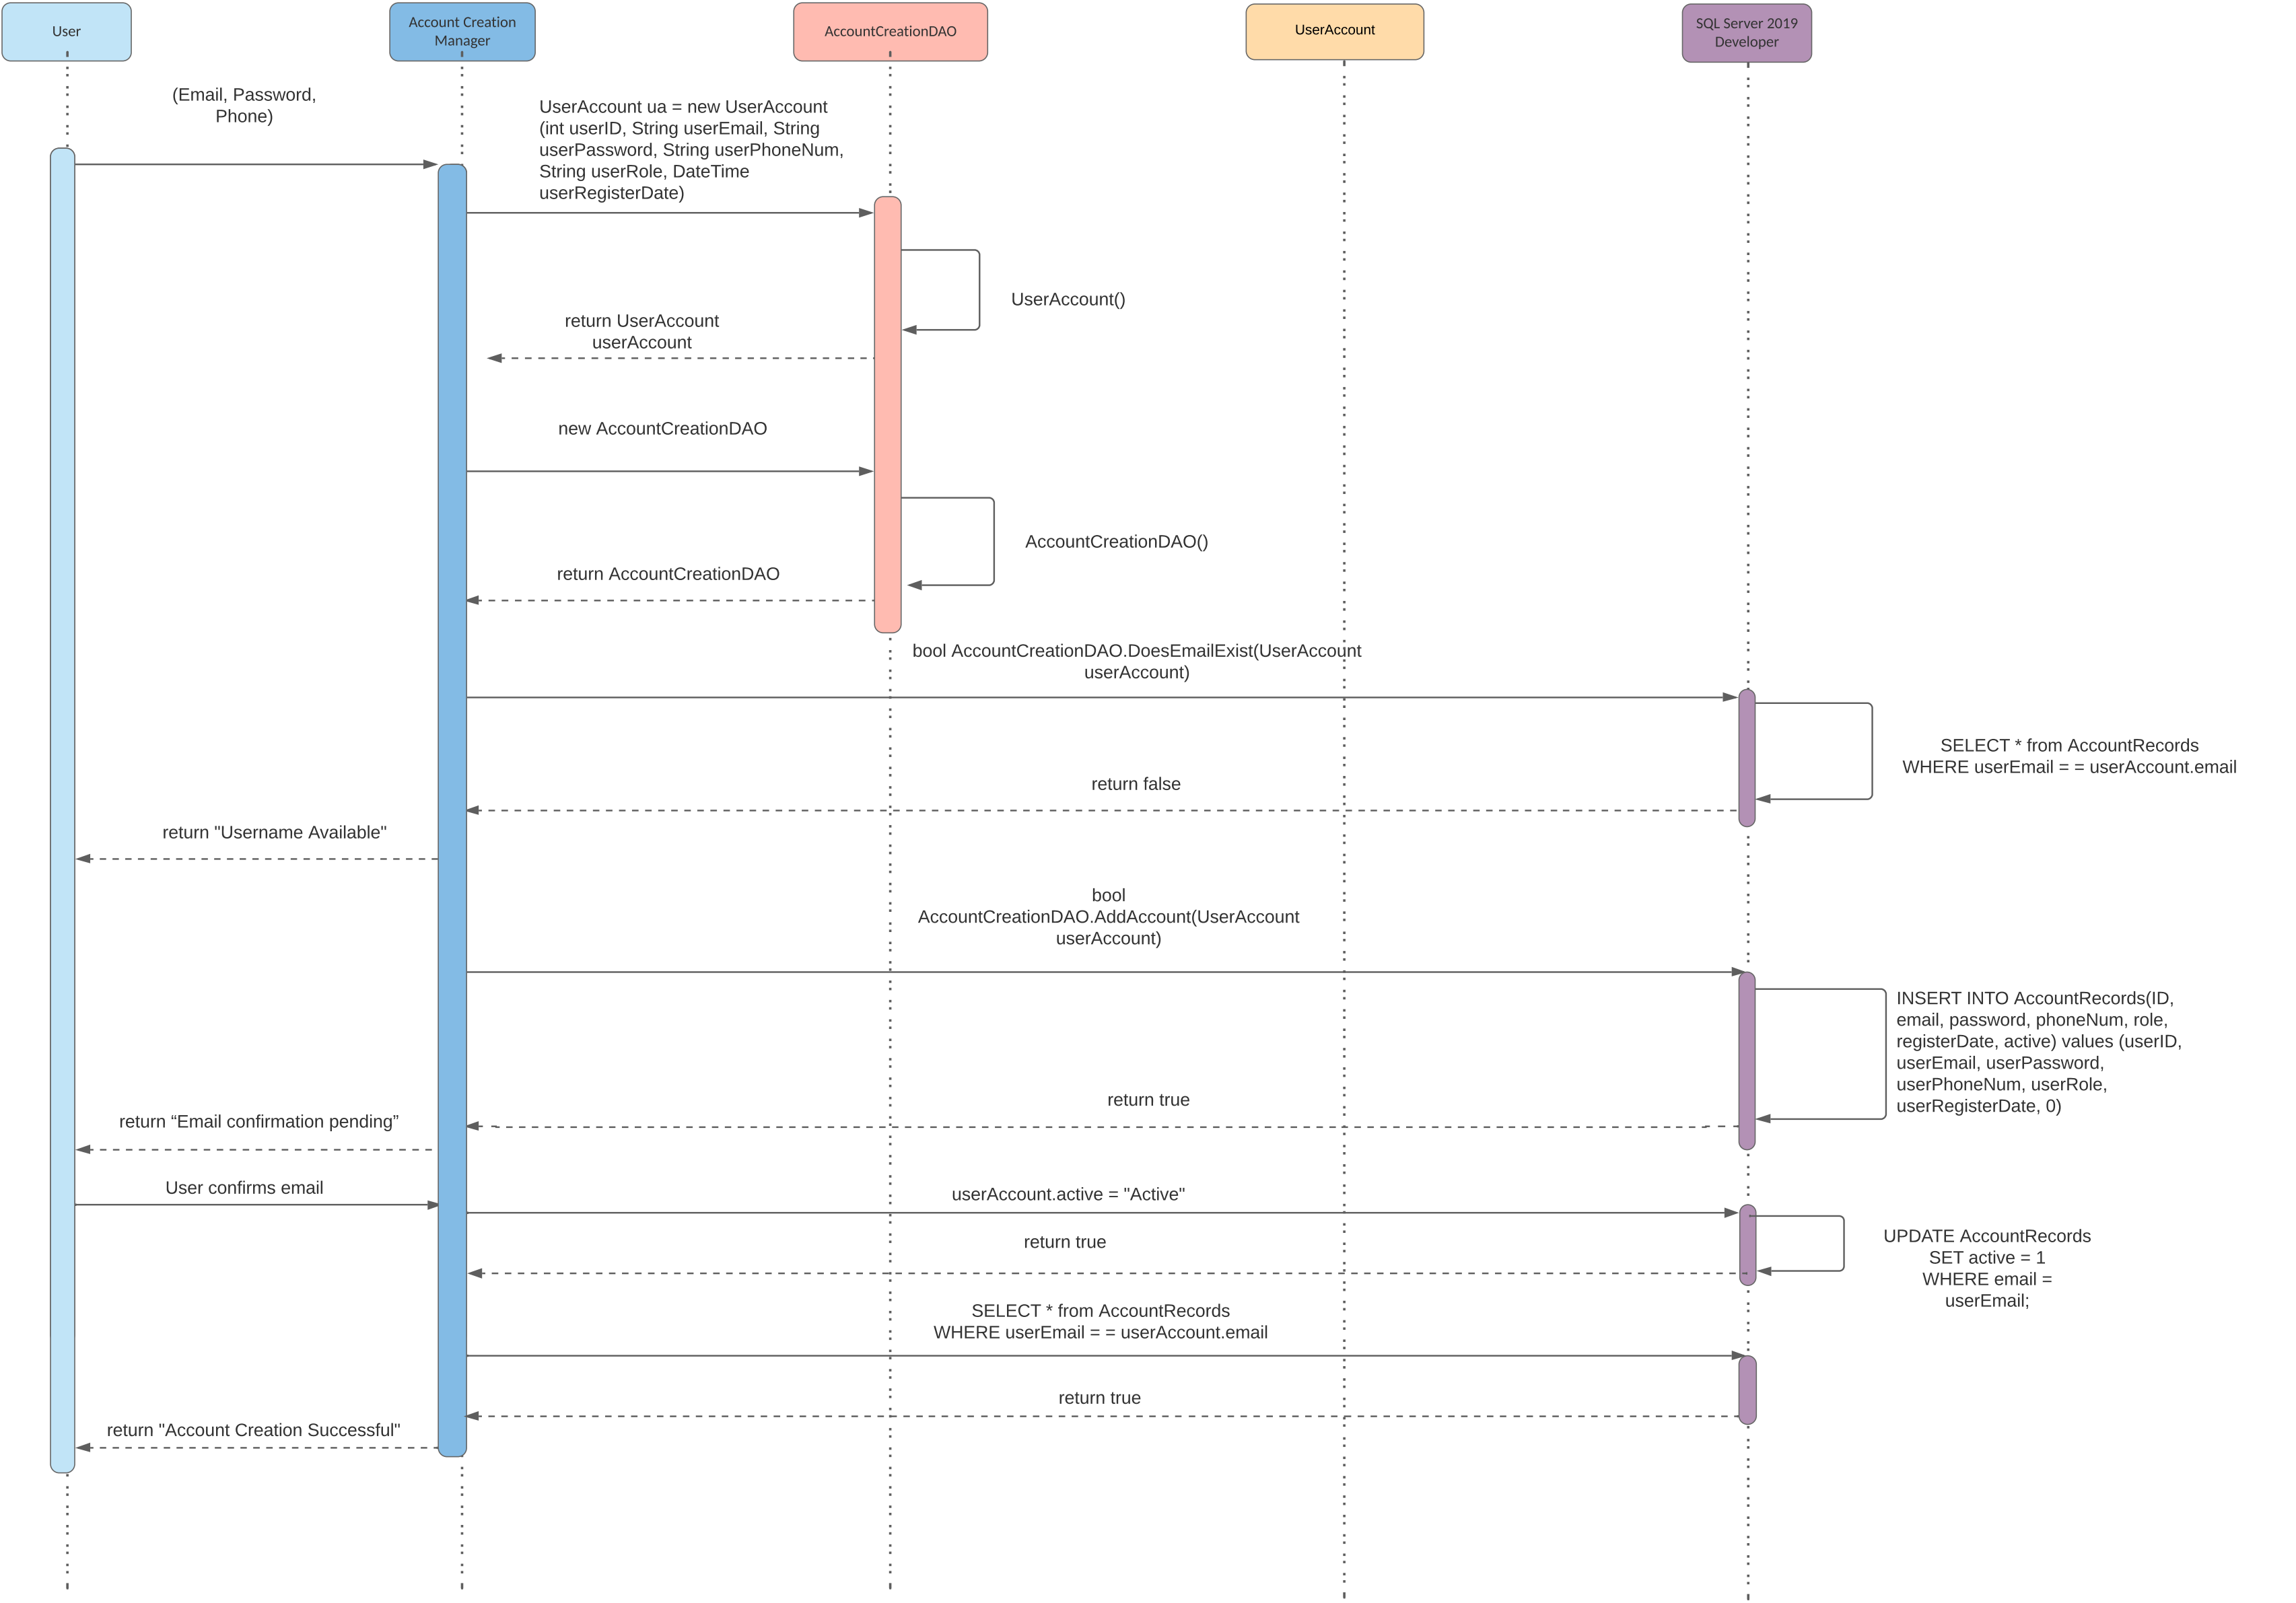 User
Account Creation
Manager
AccountCreationDAO
UserAccount
SQL Server 2019
Developer
(Email, Password,
Phone)
UserAccount ua = new UserAccount
(int userID, String userEmail, String
userPassword, String userPhoneNum,
String userRole, DateTime
userRegisterDate)
UserAccount()
return UserAccount
userAccount
new AccountCreationDAO
AccountCreationDAO()
return AccountCreationDAO
bool AccountCreationDAO.DoesEmailExist(UserAccount
userAccount)
SELECT * from AccountRecords
WHERE userEmail = = userAccount.email
return false
return "Username Available"
bool
AccountCreationDAO.AddAccount(UserAccount
userAccount)
INSERT INTO AccountRecords(ID,
email, password, phoneNum, role,
registerDate, active) values (userID,
userEmail, userPassword,
userPhoneNum, userRole,
userRegisterDate, 0)
return true
return “Email confirmation pending”
User confirms email
userAccount.active = "Active"
return true
UPDATE AccountRecords
SET active = 1
WHERE email =
userEmail;
SELECT * from AccountRecords
WHERE userEmail = = userAccount.email
return true
return "Account Creation Successful"